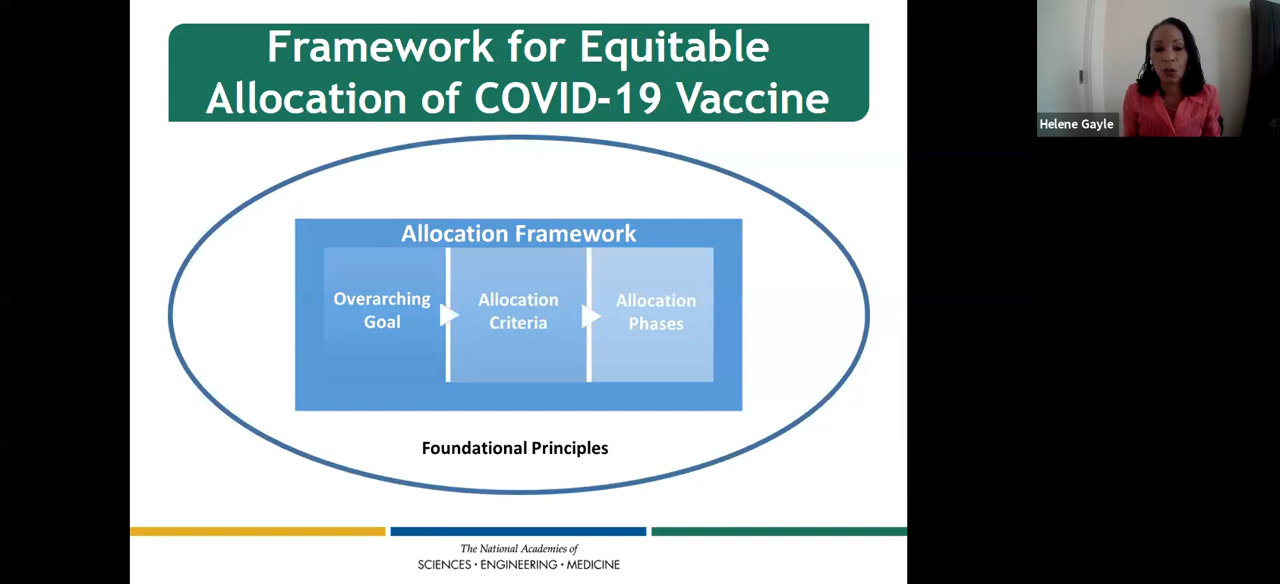 Framework for Equitable
Allocation of COVID-19 Vaccine
Helene Gayle
Allocation Framework
Overarching
Goal
Allocation
Criteria
Allocation
Phases
Foundational Principles
The National Academies of
SCIENCES • ENGINEERING • MEDICINE